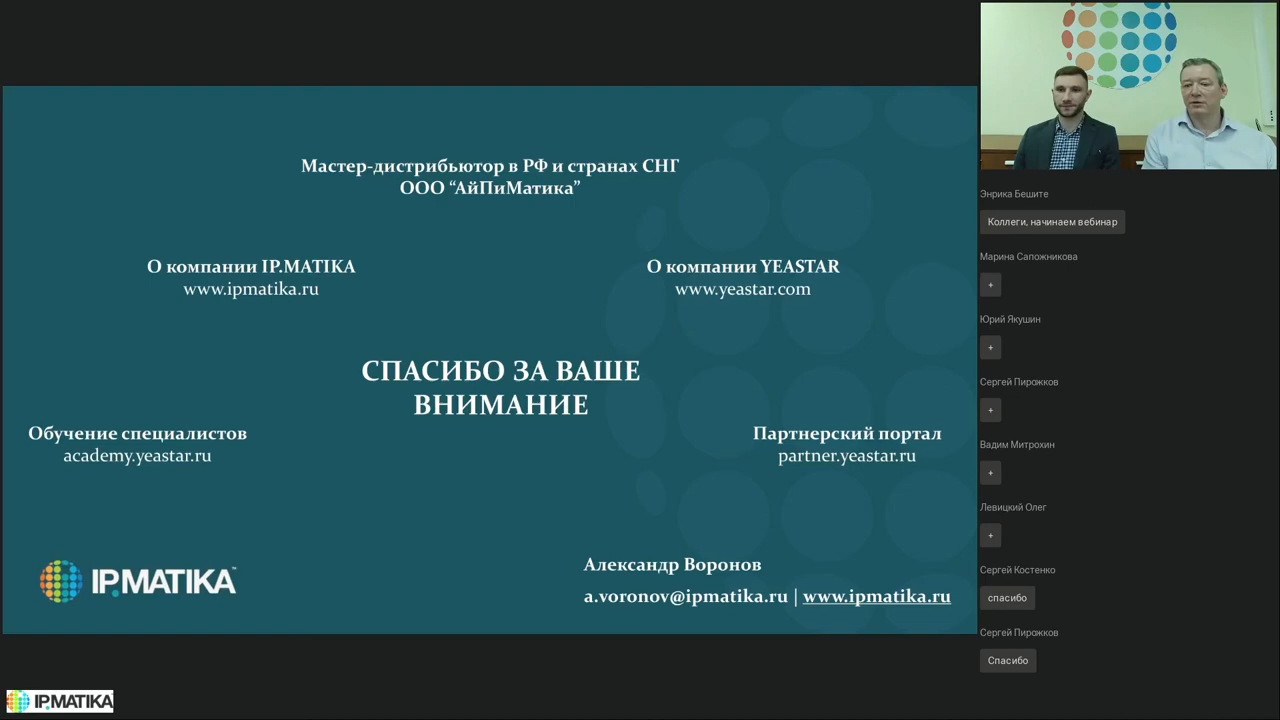 Мастер-дистрибьютор в РФ и странах СНГ
ООО “АйПиМатика”
О компании IP.MATIKA
www.ipmatika.ru
О компании YEASTAR
www.yeastar.com
СПАСИБО ЗА ВАШЕ
ВНИМАНИЕ
Обучение специалистов
academy.yeastar.ru
Партнерский портал
partner.yeastar.ru
IP.MATIKA™
Александр Воронов
a.voronov@ipmatika.ru | www.ipmatika.ru
IP.MATIKA
Энрика Бешите
Коллеги, начинаем вебинар
Марина Сапожникова
+
Юрий Якушин
+
Сергей Пирожков
+
Вадим Митрохин
+
Левицкий Олег
+
Сергей Костенко
спасибо
Сергей Пирожков
Спасибо